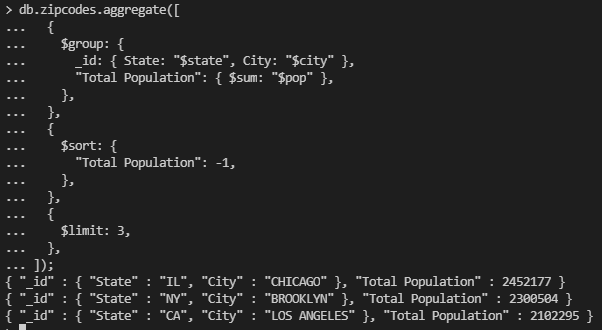 > db.zipcodes.aggregate([
...   {
...     $group: {
...       _id: { State: "$state", City: "$city" },
...       "Total Population": { $sum: "$pop" },
...     },
...   },
...   {
...     $sort: {
...       "Total Population": -1,
...     },
...   },
...   {
...     $limit: 3,
...   },
... ]);
{ "_id" : { "State" : "IL", "City" : "CHICAGO" }, "Total Population" : 2452177 }
{ "_id" : { "State" : "NY", "City" : "BROOKLYN" }, "Total Population" : 2300504 }
{ "_id" : { "State" : "CA", "City" : "LOS ANGELES" }, "Total Population" : 2102295 }